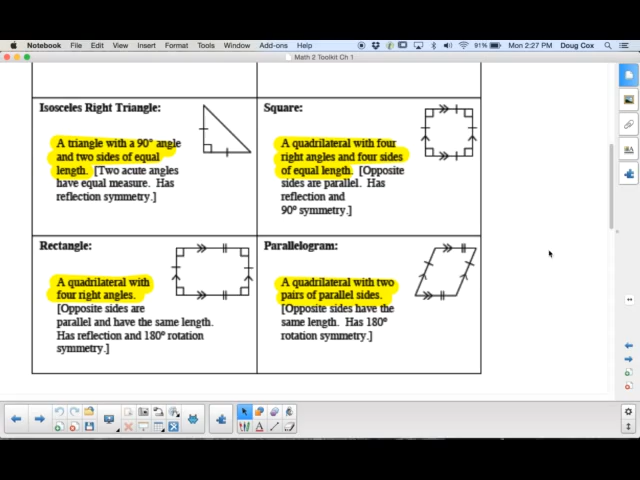 Notebook File Edit View Insert Format Tools Window Add-ons Help 91% Mon 2:27 PM Doug Cox
Math 2 Toolkit Ch 1
Isosceles Right Triangle:
A triangle with a 90° angle
and two sides of equal
length. [Two acute angles
have equal measure. Has
reflection symmetry.]
Square:
A quadrilateral with four
right angles and four sides
of equal length. [Opposite
sides are parallel. Has
reflection and
90° symmetry.]
Rectangle:
A quadrilateral with
four right angles.
[Opposite sides are
parallel and have the same length.
Has reflection and 180° rotation
symmetry.]
Parallelogram:
A quadrilateral with two
pairs of parallel sides.
[Opposite sides have the
same length. Has 180°
rotation symmetry.]